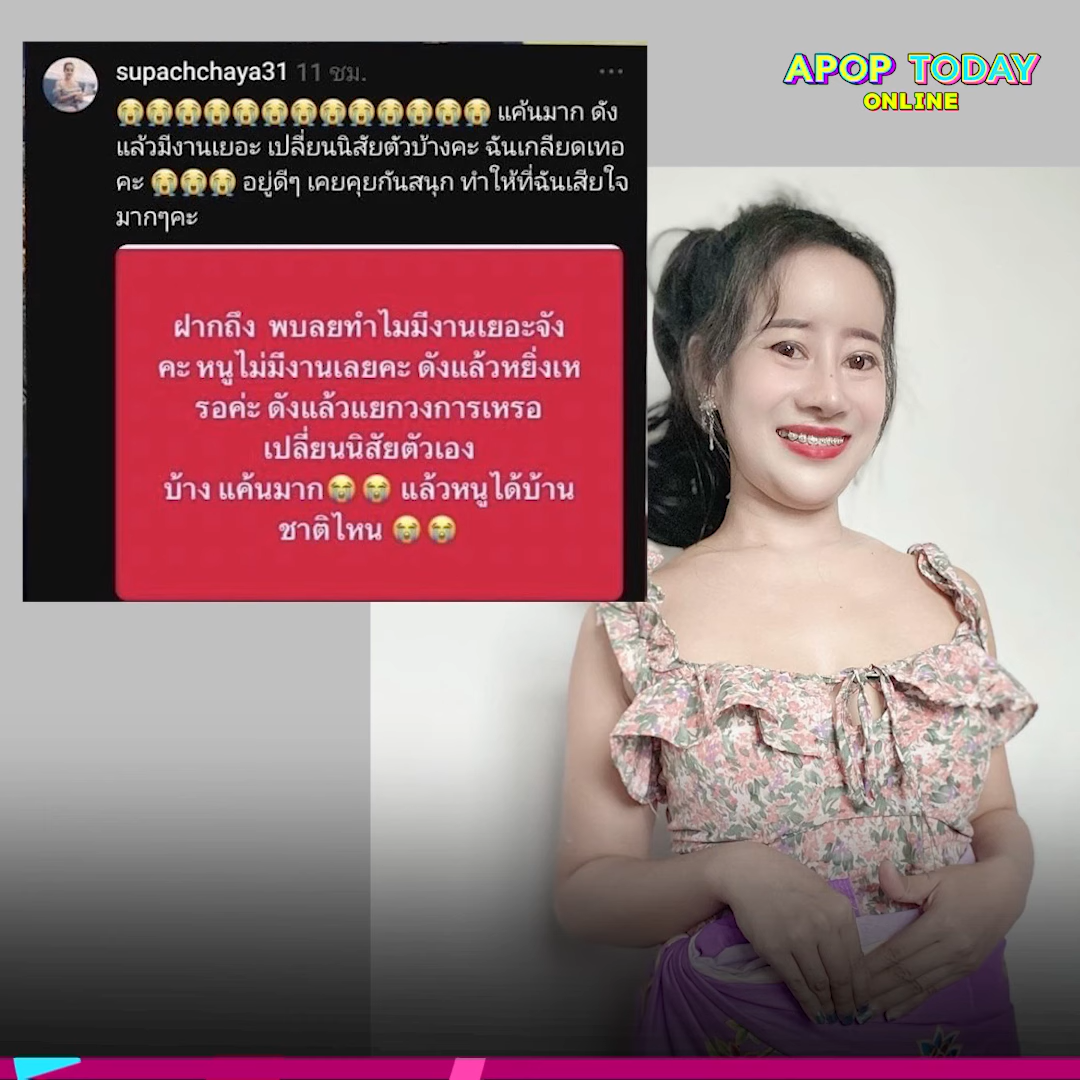 APOP TODAY
ONLINE
supachchaya31 11 ชม.
😭😭😭😭😭😭😭😭😭😭😭😭😭 แค้นมาก ดัง
แล้วมีงานเยอะ เปลี่ยนนิสัยตัวบ้างคะ ฉันเกลียดเทอ
คะ 😭😭😭 อยู่ดีๆ เคยคุยกันสนุก ทำให้ที่ฉันเสียใจ
มากๆคะ
ฝากถึง พบลยทำไมมีงานเยอะจัง
คะ หนูไม่มีงานเลยคะ ดังแล้วหยิ่งเห
รอค่ะ ดังแล้วแยกวงการเหรอ
เปลี่ยนนิสัยตัวเอง
บ้าง แค้นมาก😭😭 แล้วหนูได้บ้าน
ชาติไหน 😭😭